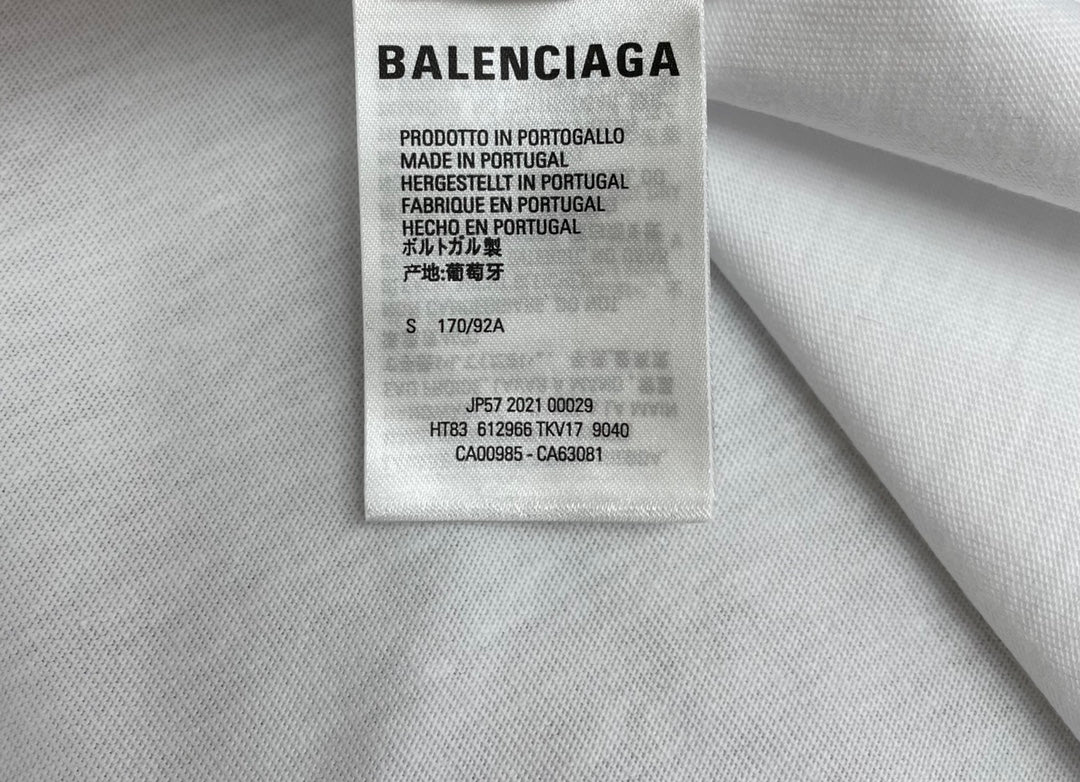 BALENCIAGA
PRODOTTO IN PORTOGALLO
MADE IN PORTUGAL
HERGESTELLT IN PORTUGAL
FABRIQUE EN PORTUGAL
HECHO EN PORTUGAL
ポルトガル製
产地:葡萄牙
S 170/92A
JP57 2021 00029
HT83 612966 TKV17 9040
CA00985 - CA63081